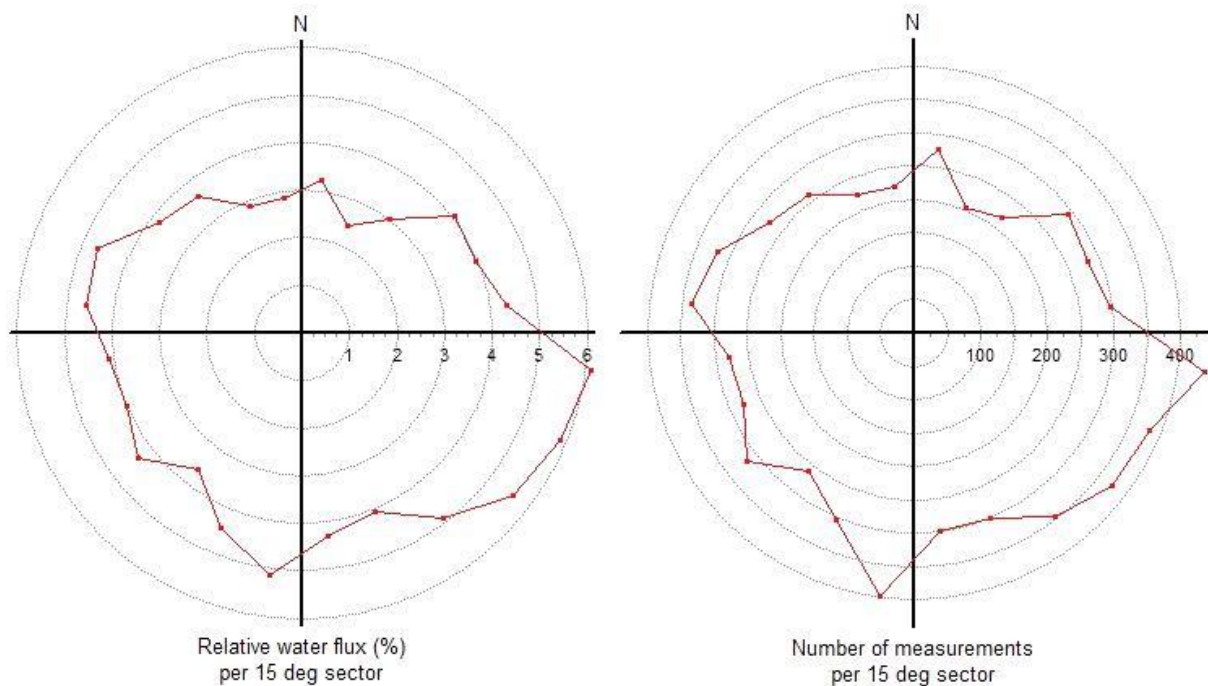 N
1 2 3 4 5 6
Relative water flux (%)
per 15 deg sector
N
100 200 300 400
Number of measurements
per 15 deg sector